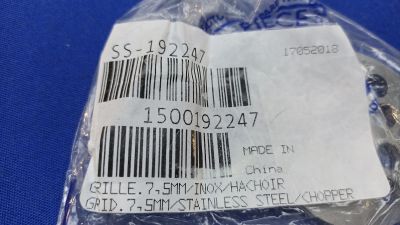 SS-192247
17052018
1500192247
MADE IN
China
GRILLE.7,5MM/INOX/HACHOIR
GRID.7,5MM/STAINLESS STEEL/CHOPPER